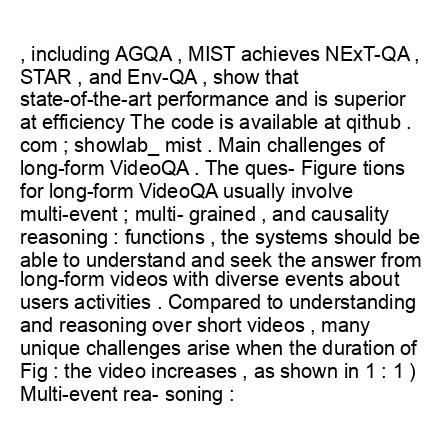 , including AGQA , MIST achieves NExT-QA ,
STAR , and Env-QA , show that
state-of-the-art performance and is superior
at efficiency The code is available at qithub .
com ; showlab_ mist . Main challenges of
long-form VideoQA . The ques- Figure tions
for long-form VideoQA usually involve
multi-event ; multi- grained , and causality
reasoning : functions , the systems should be
able to understand and seek the answer from
long-form videos with diverse events about
users activities . Compared to understanding
and reasoning over short videos , many
unique challenges arise when the duration of
Fig : the video increases , as shown in 1 : 1 )
Multi-event rea- soning :